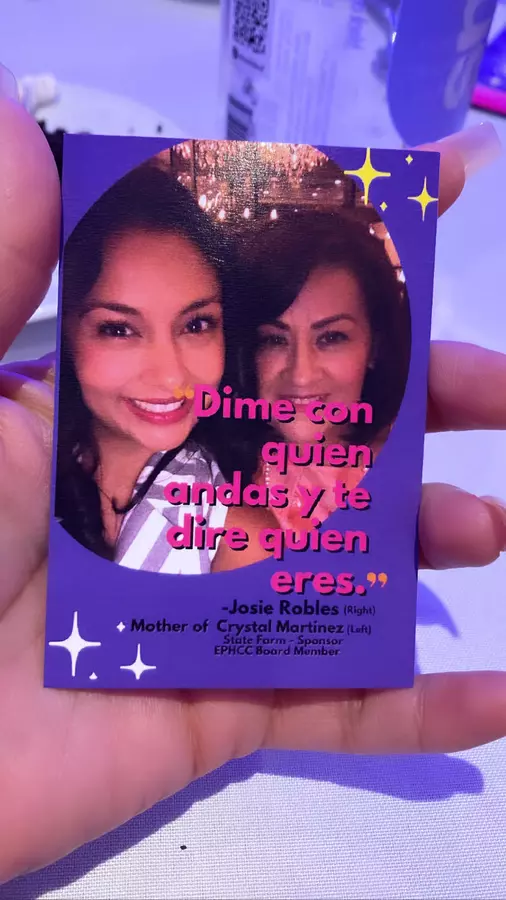 “Dime con
quien
andas y te
dire quien
eres.”
-Josie Robles (Right)
Mother of Crystal Martinez (Left)
State Farm - Sponsor
EPHCC Board Member